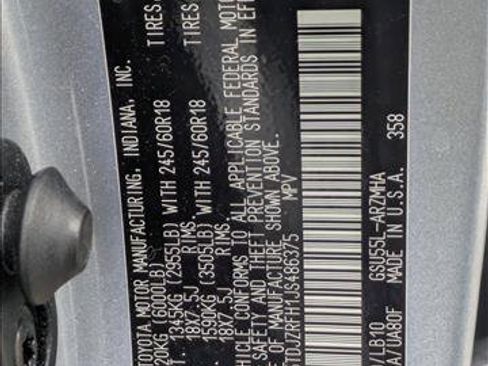 TOYOTA MOTOR MANUFACTURING, INDIANA, INC.
20KG (6000LB)
1345KG (2955LB) WITH 245/60R18 TIRES
18X7.5J RIMS,
1590KG (3505LB) WITH 245/60R18 TIRES
18X7.5J RIMS,
VEHICLE CONFORMS TO ALL APPLICABLE FEDERAL MOTOR
SAFETY AND THEFT PREVENTION STANDARDS IN EFF
OF MANUFACTURE SHOWN ABOVE.
5TDJZRFH1JS486375 MPV
/LB10 GSU55L-ARZMHA
A/UA80F MADE IN U.S.A. 358